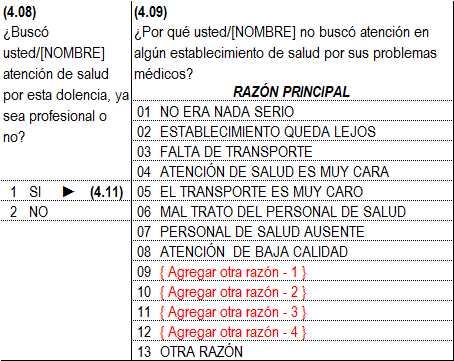 (4.08)
¿Buscó
usted/[NOMBRE]
atención de salud
por esta dolencia, ya
sea profesional o
no?
1 SI ► (4.11)
2 NO
(4.09)
¿Por qué usted/[NOMBRE] no buscó atención en
algún establecimiento de salud por sus problemas
médicos?
RAZÓN PRINCIPAL
01 NO ERA NADA SERIO
02 ESTABLECIMIENTO QUEDA LEJOS
03 FALTA DE TRANSPORTE
04 ATENCIÓN DE SALUD ES MUY CARA
05 EL TRANSPORTE ES MUY CARO
06 MAL TRATO DEL PERSONAL DE SALUD
07 PERSONAL DE SALUD AUSENTE
08 ATENCIÓN DE BAJA CALIDAD
09 { Agregar otra razón - 1 }
10 { Agregar otra razón - 2 }
11 { Agregar otra razón - 3 }
12 { Agregar otra razón - 4 }
13 OTRA RAZÓN